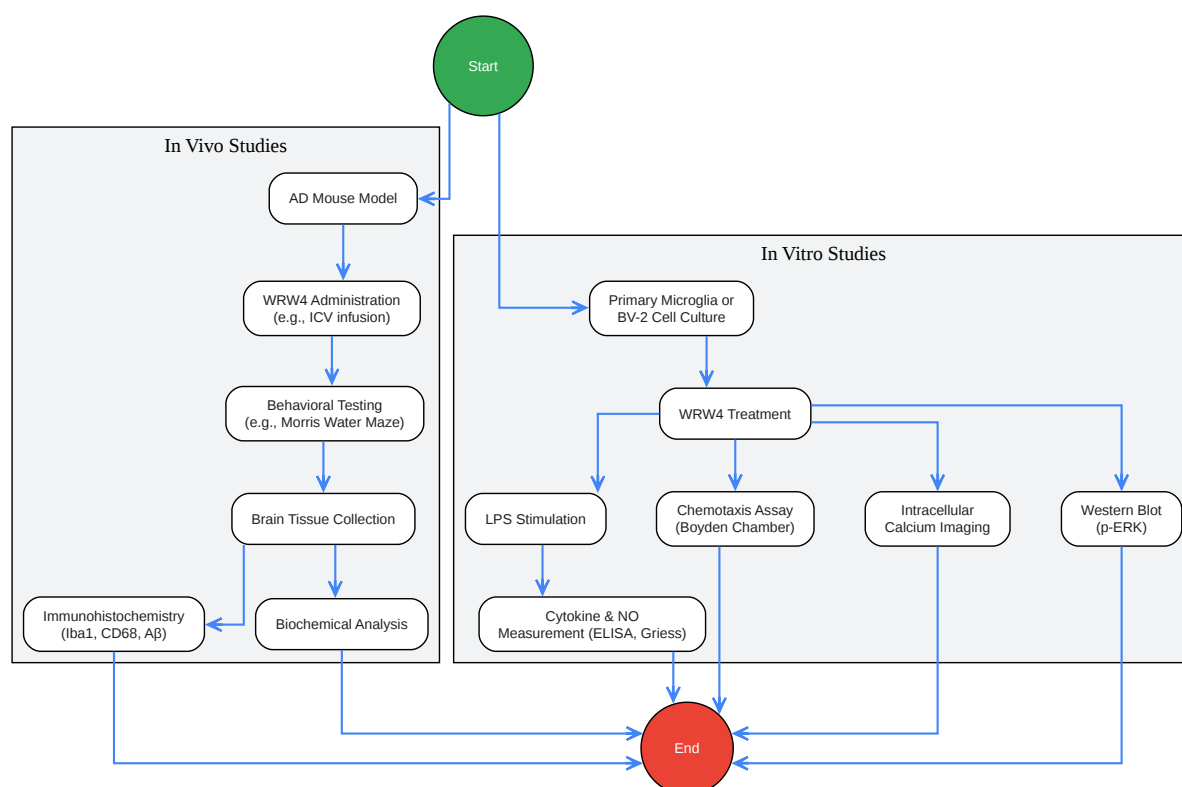 Start
In Vivo Studies
AD Mouse Model
WRW4 Administration
(e.g., ICV infusion)
Behavioral Testing
(e.g., Morris Water Maze)
Brain Tissue Collection
Immunohistochemistry
(Iba1, CD68, Aβ)
Biochemical Analysis
In Vitro Studies
Primary Microglia or
BV-2 Cell Culture
WRW4 Treatment
LPS Stimulation
Chemotaxis Assay
(Boyden Chamber)
Intracellular
Calcium Imaging
Western Blot
(p-ERK)
Cytokine & NO
Measurement (ELISA, Griess)
End